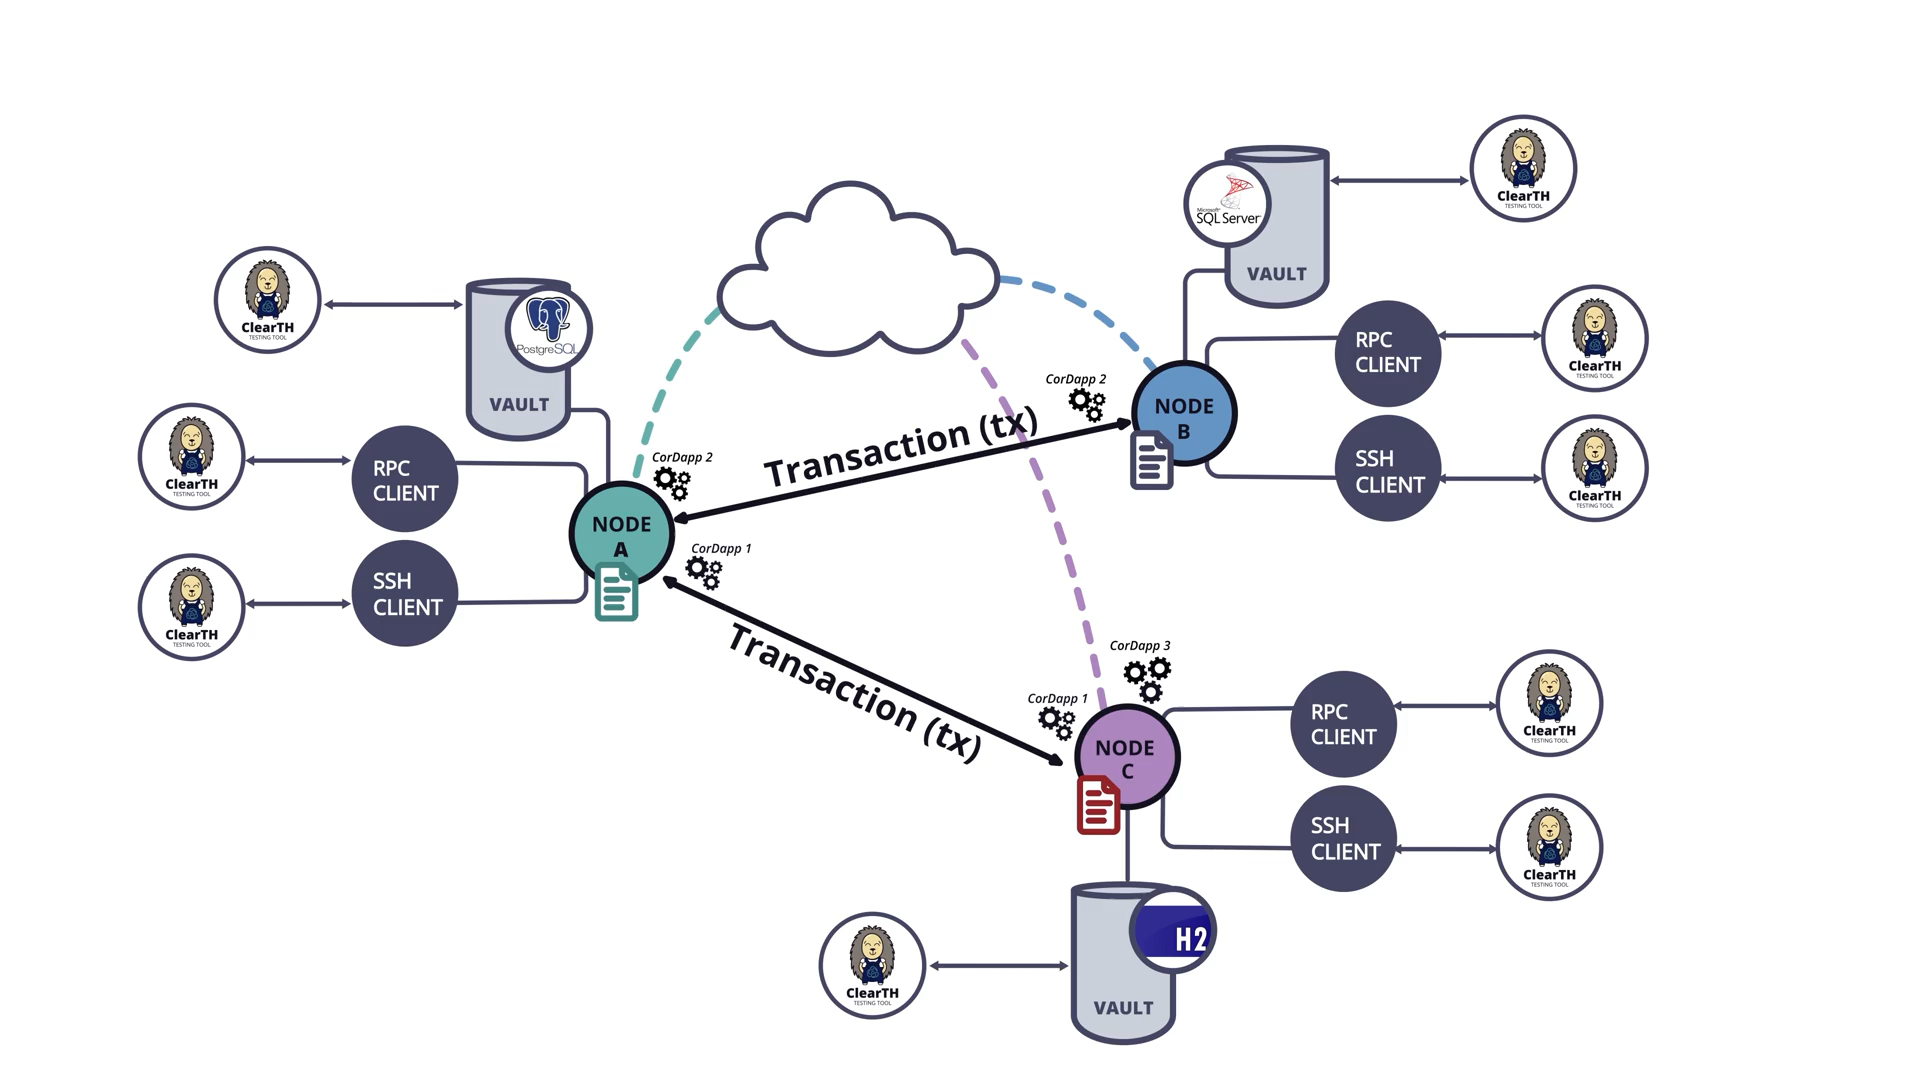 ClearTH
TESTING TOOL
Microsoft®
SQL Server
VAULT
ClearTH
TESTING TOOL
PostgreSQL
VAULT
RPC
CLIENT
ClearTH
TESTING TOOL
SSH
CLIENT
ClearTH
TESTING TOOL
CorDapp 2
NODE
B
Transaction (tx)
ClearTH
TESTING TOOL
RPC
CLIENT
CorDapp 2
NODE
A
CorDapp 1
ClearTH
TESTING TOOL
SSH
CLIENT
Transaction (tx)
CorDapp 3
CorDapp 1
NODE
C
RPC
CLIENT
ClearTH
TESTING TOOL
SSH
CLIENT
ClearTH
TESTING TOOL
ClearTH
TESTING TOOL
H2
VAULT